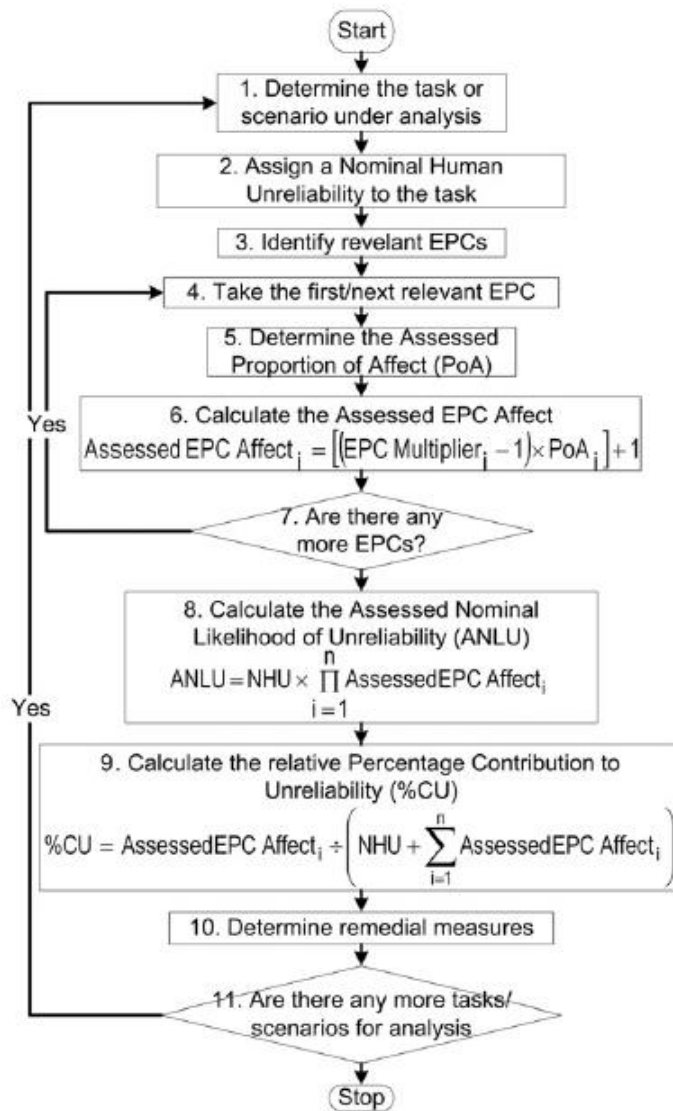 Start
1. Determine the task or
scenario under analysis
2. Assign a Nominal Human
Unreliability to the task
3. Identify revelant EPCs
4. Take the first/next relevant EPC
5. Determine the Assessed
Proportion of Affect (PoA)
Yes
6. Calculate the Assessed EPC Affect
Assessed EPC Affect i = [((EPC Multiplier i − 1) × PoA i] + 1
7. Are there any
more EPCs?
8. Calculate the Assessed Nominal
Likelihood of Unreliability (ANLU)
n
ANLU = NHU × ∏ AssessedEPC Affect i
i = 1
Yes
9. Calculate the relative Percentage Contribution to
Unreliability (%CU)
n
%CU = AssessedEPC Affect i ÷ (NHU + ∑ AssessedEPC Affect i)
i=1
10. Determine remedial measures
11. Are there any more tasks/
scenarios for analysis
Stop